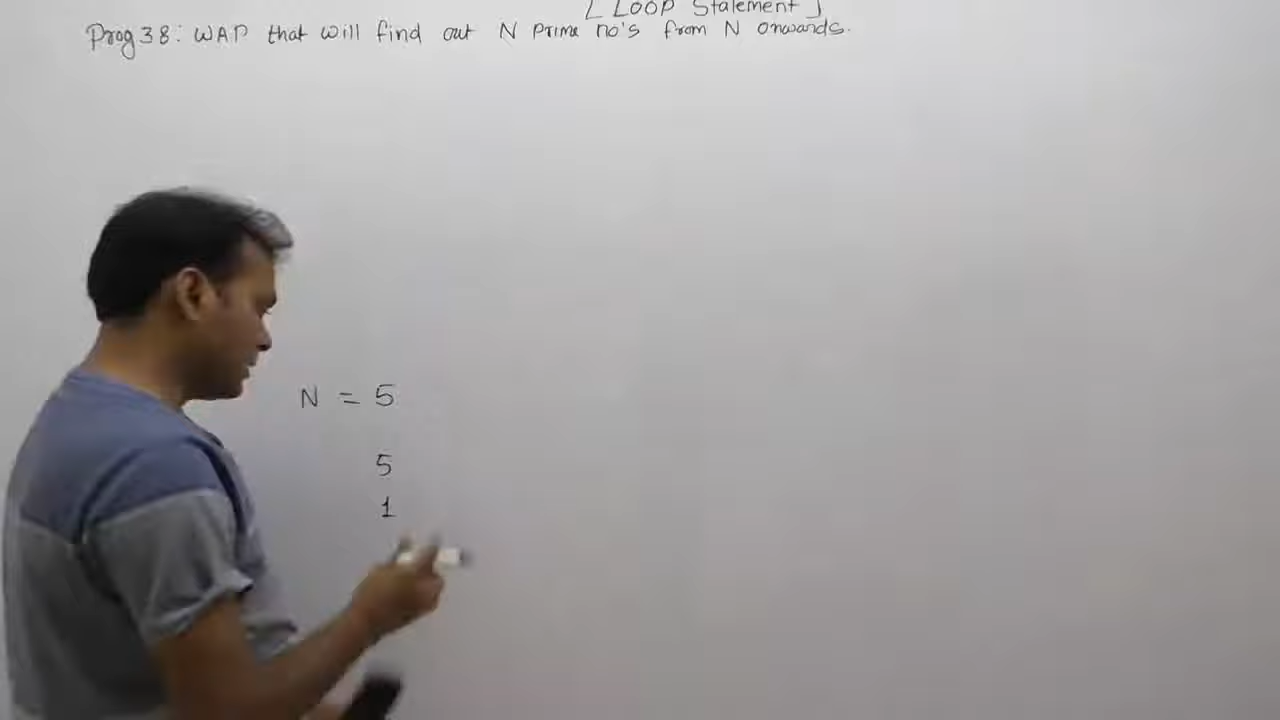 [ Loop Statement ]
Prog 38: WAP that will find out N Prime no's from N onwards.
N = 5
5
1